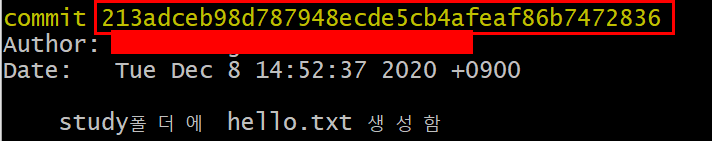 commit 213adceb98d787948ecde5cb4afeaf86b7472836
Author:
Date:   Tue Dec 8 14:52:37 2020 +0900
study폴더에 hello.txt 생성함